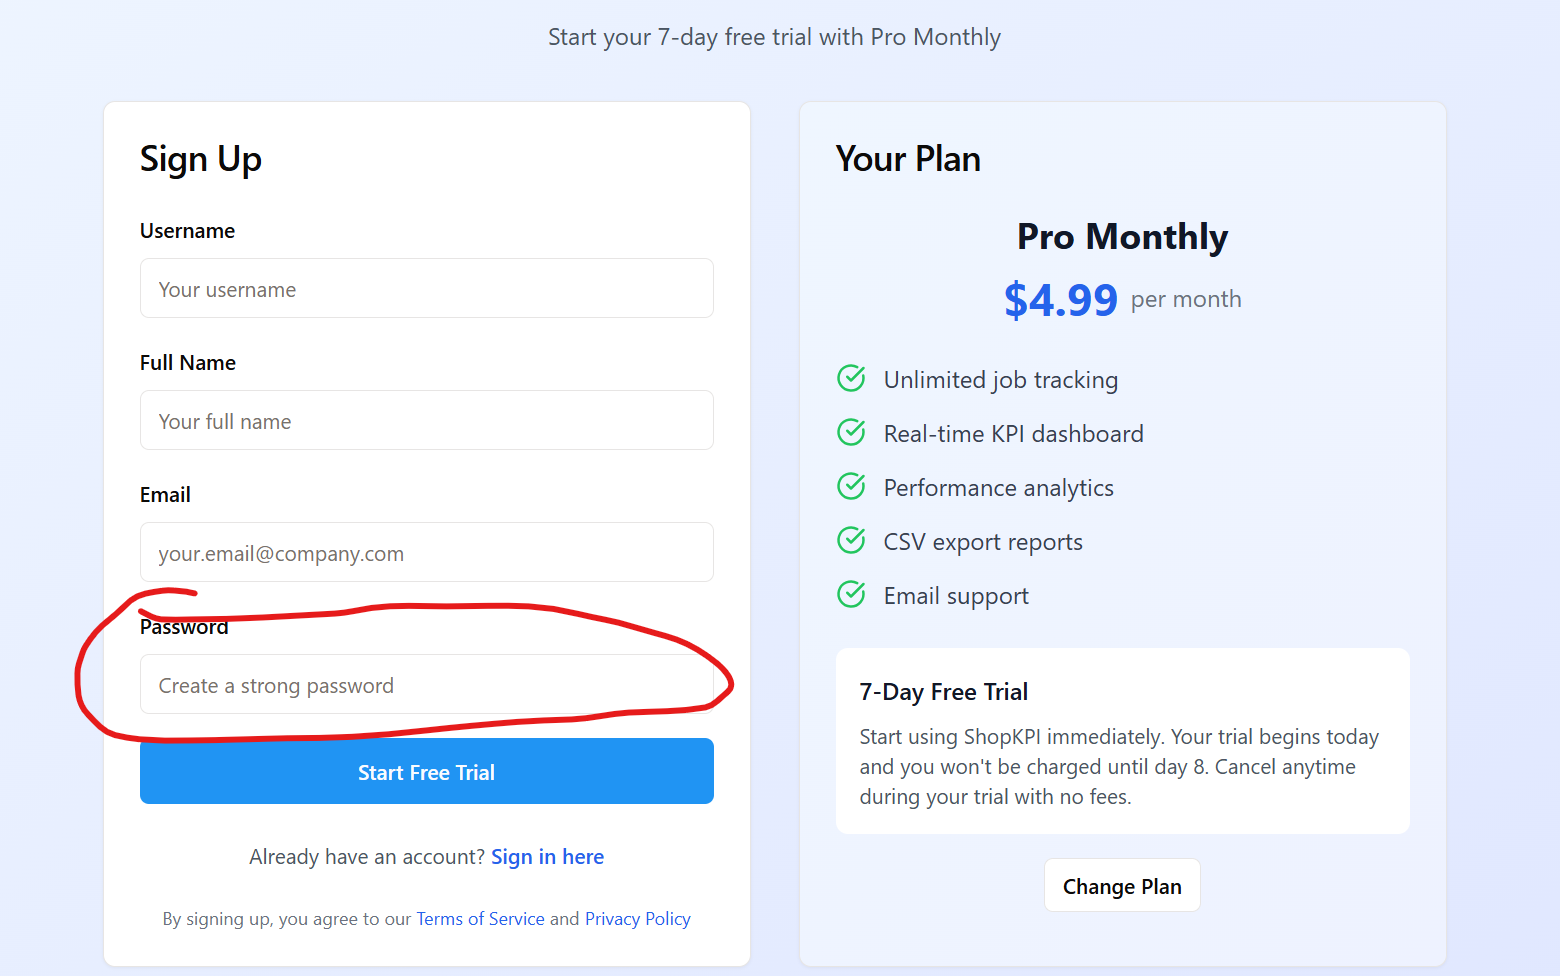 Start your 7-day free trial with Pro Monthly
Sign Up
Username
Your username
Full Name
Your full name
Email
your.email@company.com
Password
Create a strong password
Start Free Trial
Already have an account? Sign in here
By signing up, you agree to our Terms of Service and Privacy Policy
Your Plan
Pro Monthly
$4.99 per month
Unlimited job tracking
Real-time KPI dashboard
Performance analytics
CSV export reports
Email support
7-Day Free Trial
Start using ShopKPI immediately. Your trial begins today
and you won't be charged until day 8. Cancel anytime
during your trial with no fees.
Change Plan